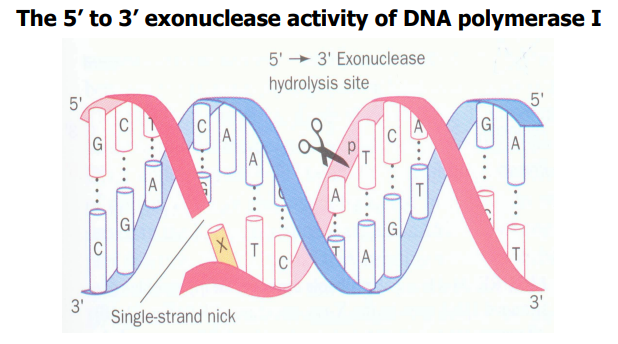 The 5′ to 3′ exonuclease activity of DNA polymerase I
5' → 3' Exonuclease
hydrolysis site
5'
5'
G
C
T
C
A
A
p
T
C
A
G
A
A
G
A
T
C
G
X
T
C
T
A
G
T
3'
3'
Single-strand nick